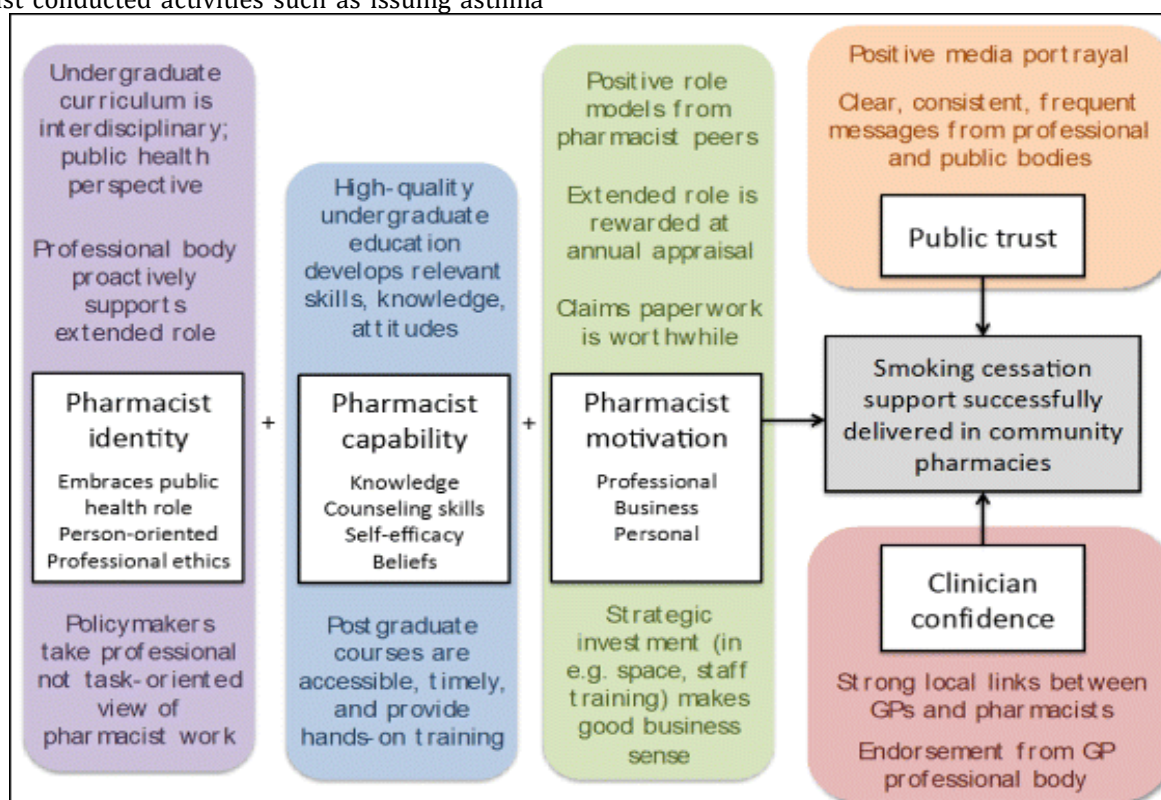 ist conducted activities such as issuing asthma
Undergraduate
curriculum is
interdisciplinary;
public health
perspective
Professional body
proactively
supports
extended role
Pharmacist
identity
Embraces public
health role
Person-oriented
Professional ethics
Policymakers
take professional
not task-oriented
view of
pharmacist work
+
High-quality
undergraduate
education
develops relevant
skills, knowledge,
attitudes
Pharmacist
capability
Knowledge
Counseling skills
Self-efficacy
Beliefs
Postgraduate
courses are
accessible, timely,
and provide
hands-on training
+
Positive role
models from
pharmacist peers
Extended role is
rewarded at
annual appraisal
Claims paperwork
is worthwhile
Pharmacist
motivation
Professional
Business
Personal
Strategic
investment (in
e.g. space, staff
training) makes
good business
sense
Positive media portrayal
Clear, consistent, frequent
messages from professional
and public bodies
Public trust
Smoking cessation
support successfully
delivered in community
pharmacies
Clinician
confidence
Strong local links between
GPs and pharmacists
Endorsement from GP
professional body